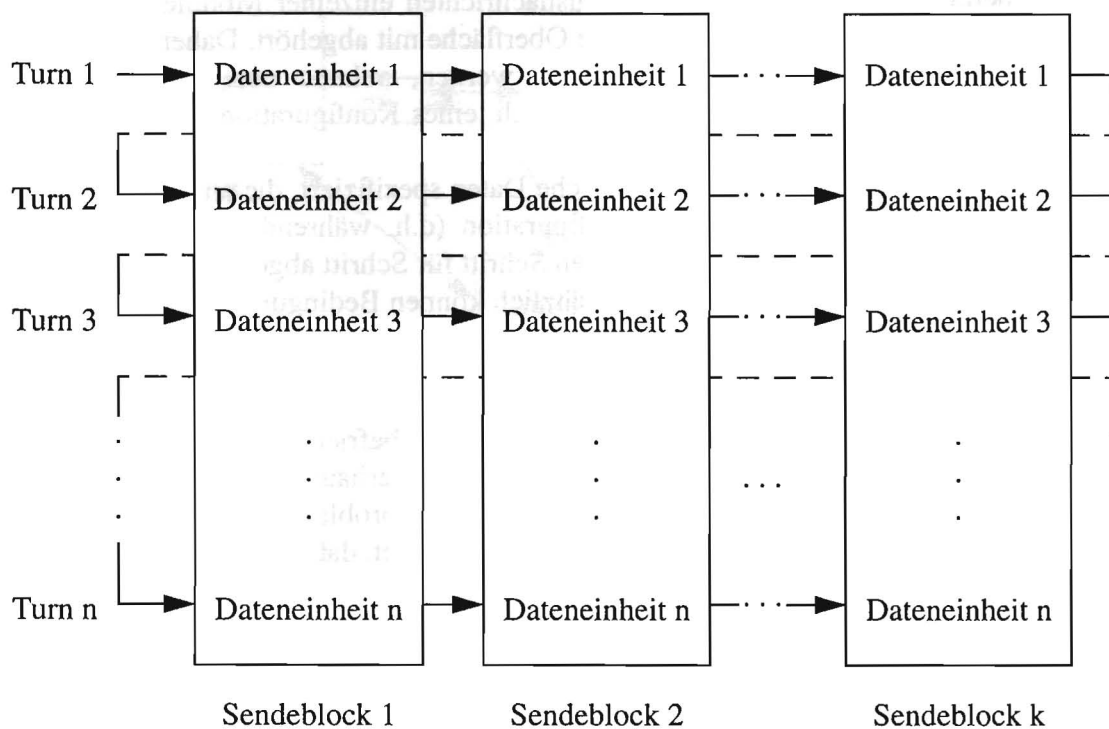 Turn 1 Dateneinheit 1 Dateneinheit 1 ... Dateneinheit 1
Turn 2 Dateneinheit 2 Dateneinheit 2 ... Dateneinheit 2
Turn 3 Dateneinheit 3 Dateneinheit 3 ... Dateneinheit 3
...
Turn n Dateneinheit n Dateneinheit n ... Dateneinheit n
Sendeblock 1 Sendeblock 2 Sendeblock k